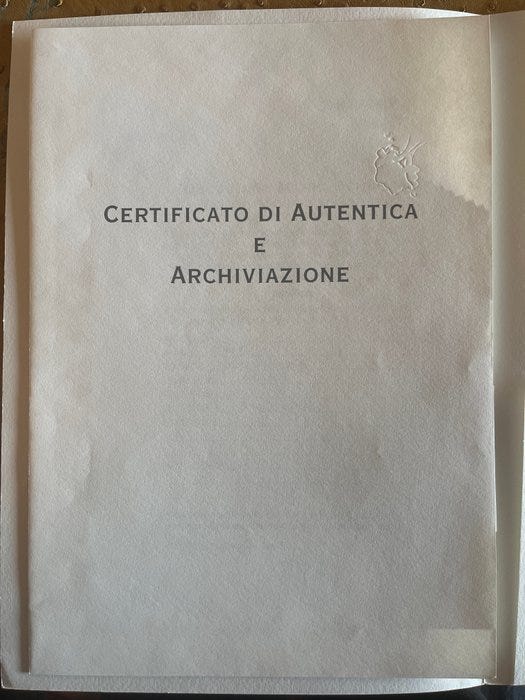 Certificato di Autentica
e
Archiviazione